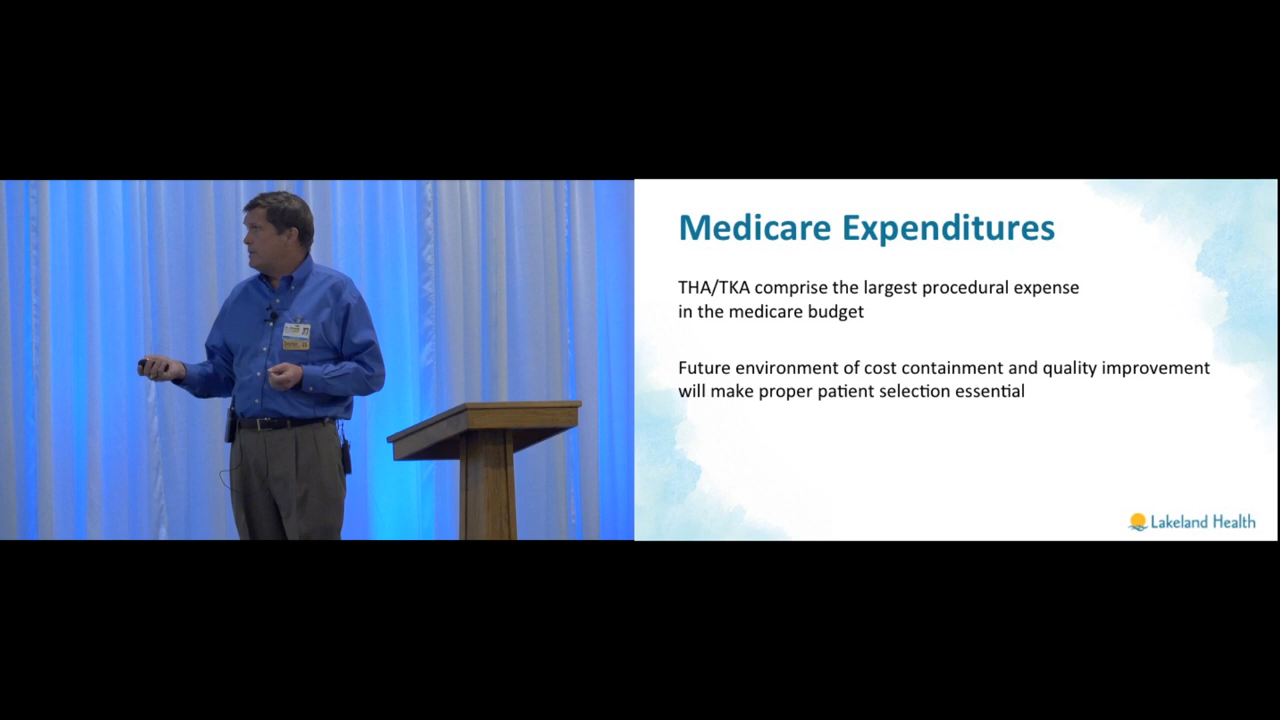 Medicare Expenditures
THA/TKA comprise the largest procedural expense
in the medicare budget
Future environment of cost containment and quality improvement
will make proper patient selection essential
Lakeland Health